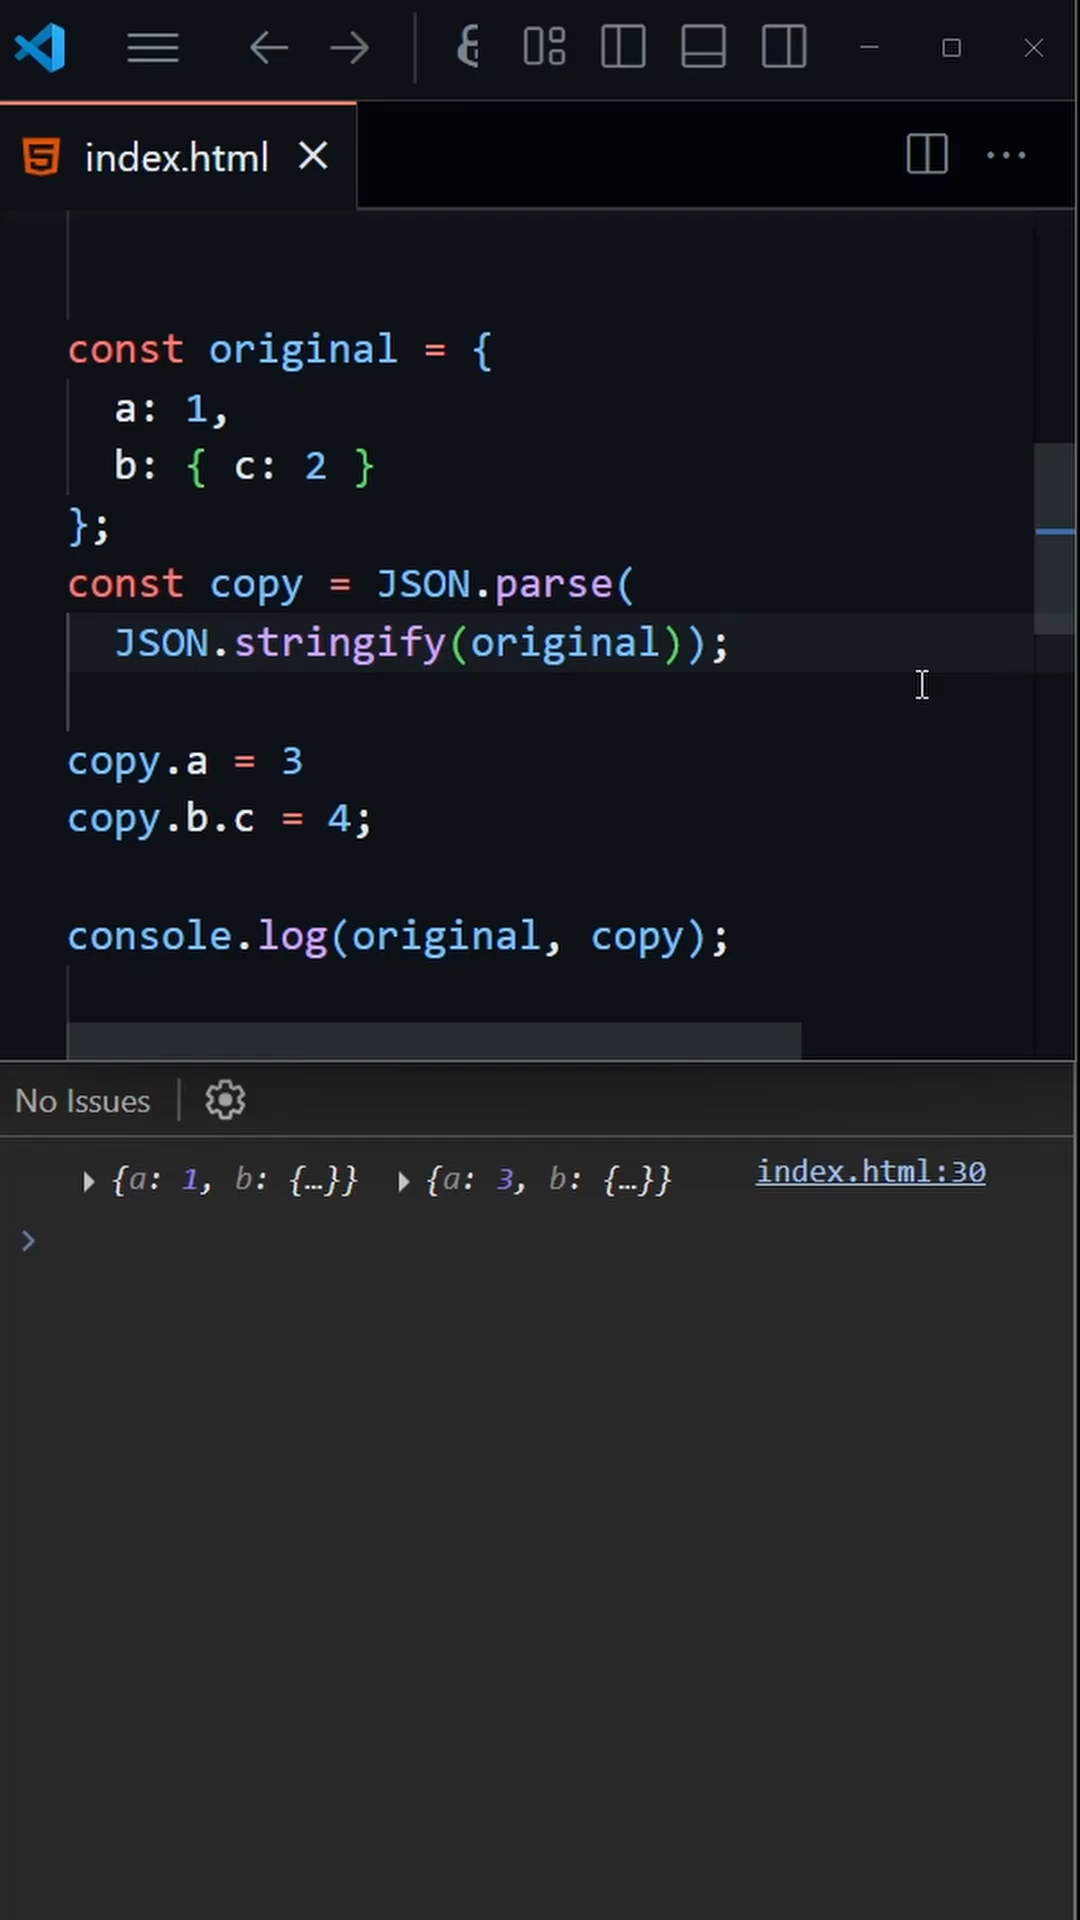 index.html
const original = {
  a: 1,
  b: { c: 2 }
};
const copy = JSON.parse(
  JSON.stringify(original));
copy.a = 3
copy.b.c = 4;
console.log(original, copy);
No Issues
{a: 1, b: {…}} {a: 3, b: {…}} index.html:30